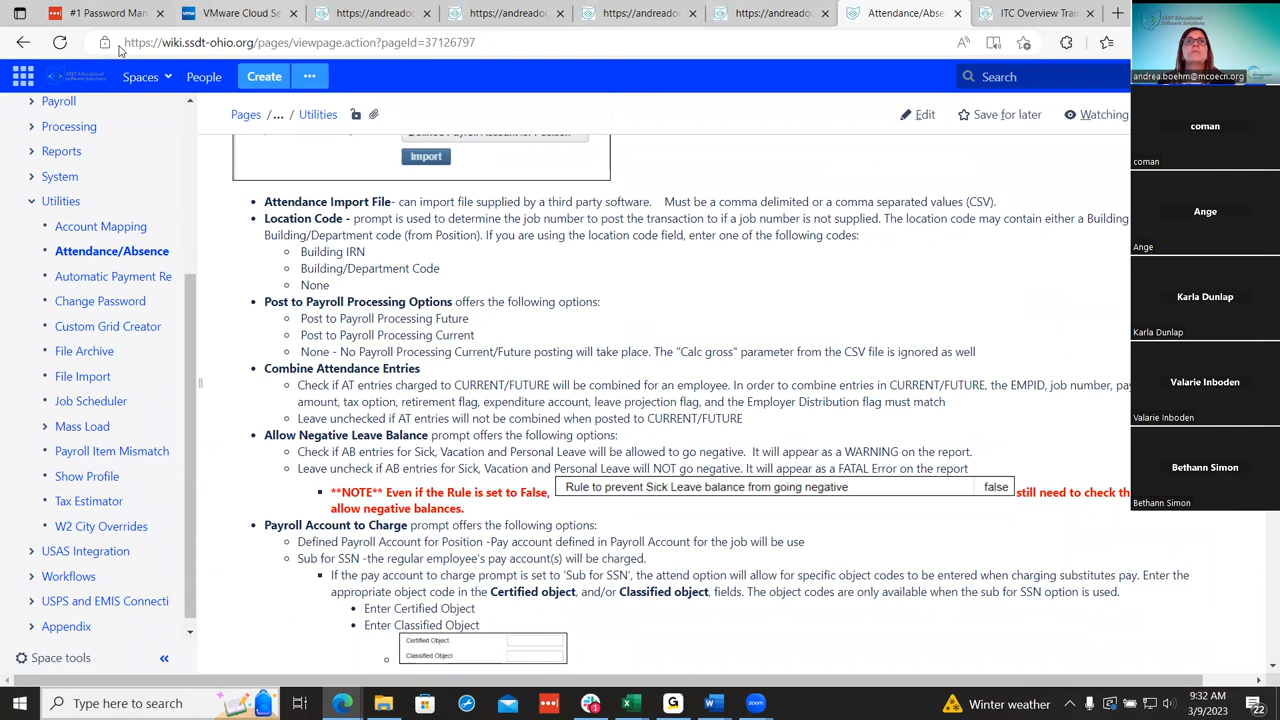 #1 Man
VMware Cloud Se
https://readoc
https://readoc
Attendance/Abse
ITC Overview Tra
https://wiki.ssdt-ohio.org/pages/viewpage.action?pageId=37126797
SSDT Educational
Software Solutions
andrea.boehm@mcoecn.org
Spaces
People
Create
Search
Payroll
Processing
Reports
System
Utilities
Account Mapping
Attendance/Absence
Automatic Payment Re
Change Password
Custom Grid Creator
File Archive
File Import
Job Scheduler
Mass Load
Payroll Item Mismatch
Show Profile
Tax Estimator
W2 City Overrides
USAS Integration
Workflows
USPS and EMIS Connecti
Appendix
Space tools
Pages /... / Utilities
Edit
Save for later
Watching
Import
• Attendance Import File- can import file supplied by a third party software. Must be a comma delimited or a comma separated values (CSV).
• Location Code - prompt is used to determine the job number to post the transaction to if a job number is not supplied. The location code may contain either a Building
Building/Department code (from Position). If you are using the location code field, enter one of the following codes:
Building IRN
Building/Department Code
None
• Post to Payroll Processing Options offers the following options:
Post to Payroll Processing Future
Post to Payroll Processing Current
None - No Payroll Processing Current/Future posting will take place. The "Calc gross" parameter from the CSV file is ignored as well
• Combine Attendance Entries
Check if AT entries charged to CURRENT/FUTURE will be combined for an employee. In order to combine entries in CURRENT/FUTURE, the EMPID, job number, pay
amount, tax option, retirement flag, expenditure account, leave projection flag, and the Employer Distribution flag must match
Leave unchecked if AT entries will not be combined when posted to CURRENT/FUTURE
• Allow Negative Leave Balance prompt offers the following options:
Check if AB entries for Sick, Vacation and Personal Leave will be allowed to go negative. It will appear as a WARNING on the report.
Leave uncheck if AB entries for Sick, Vacation and Personal Leave will NOT go negative. It will appear as a FATAL Error on the report
**NOTE** Even if the Rule is set to False, Rule to prevent Sick Leave balance from going negative false still need to check th
allow negative balances.
• Payroll Account to Charge prompt offers the following options:
Defined Payroll Account for Position -Pay account defined in Payroll Account for the job will be use
Sub for SSN -the regular employee's pay account(s) will be charged.
If the pay account to charge prompt is set to 'Sub for SSN', the attend option will allow for specific object codes to be entered when charging substitutes pay. Enter the
appropriate object code in the Certified object, and/or Classified object, fields. The object codes are only available when the sub for SSN option is used.
• Enter Certified Object
• Enter Classified Object
Certified Object
Classified Object
coman
coman
Ange
Ange
Karla Dunlap
Karla Dunlap
Valarie Inboden
Valarie Inboden
Bethann Simon
Bethann Simon
Type here to search
Winter weather
9:32 AM
3/9/2023
22